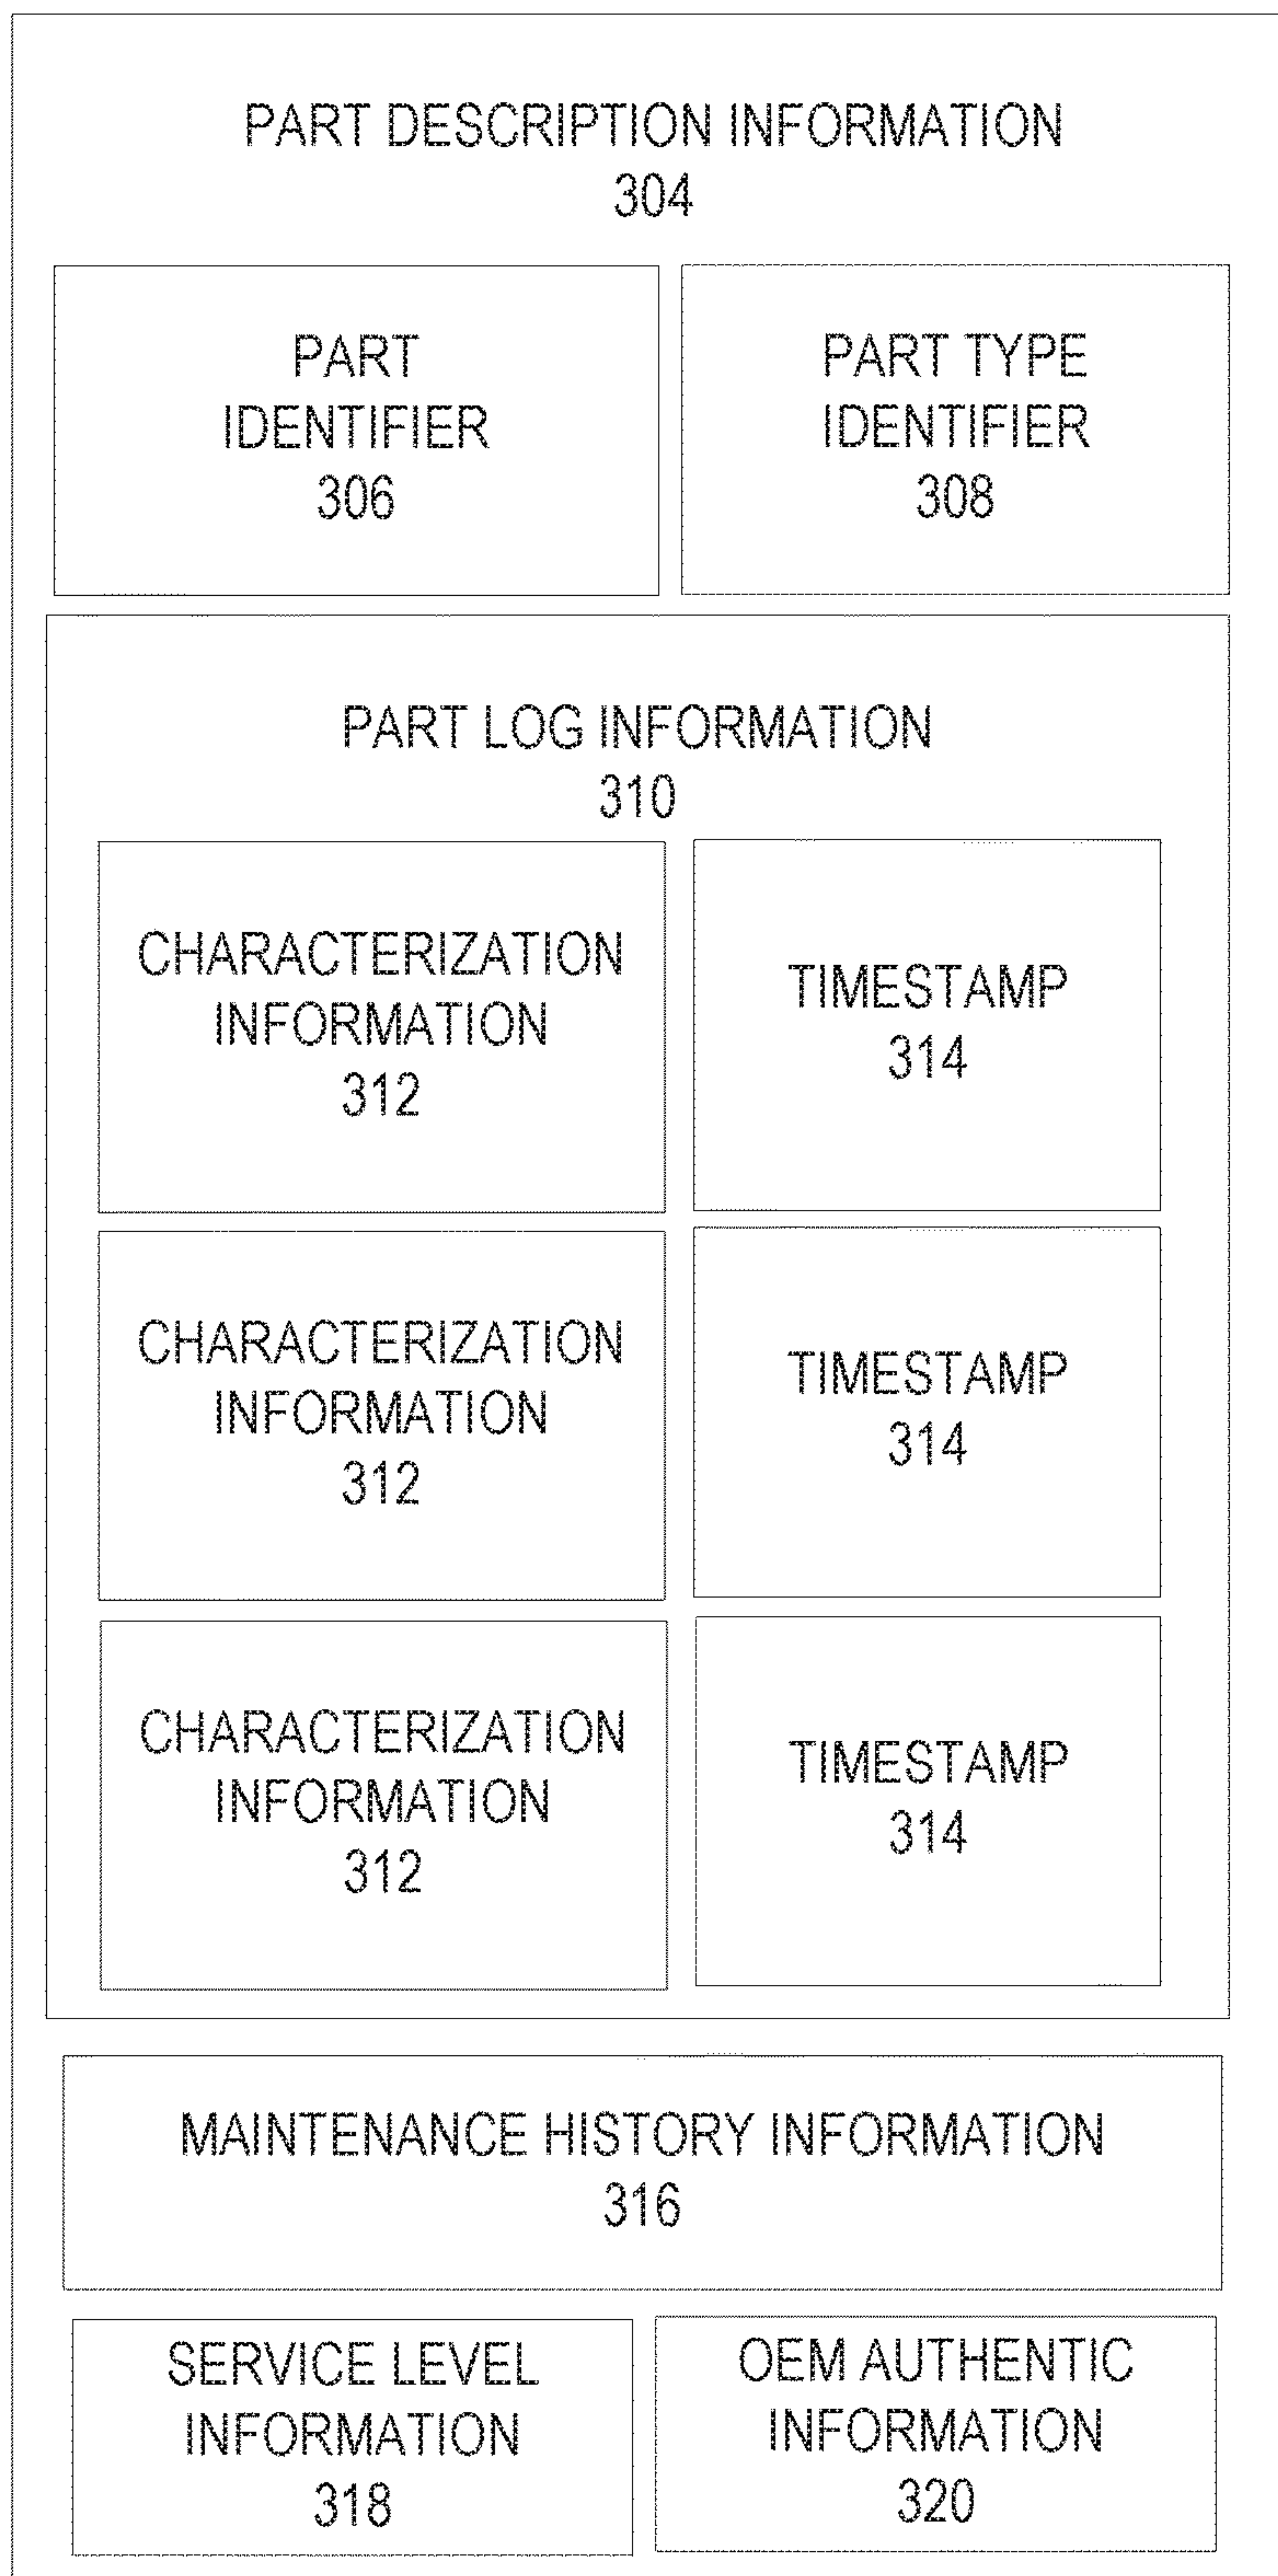 PART DESCRIPTION INFORMATION
304
PART
IDENTIFIER
306
PART TYPE
IDENTIFIER
308
PART LOG INFORMATION
310
CHARACTERIZATION
INFORMATION
312
TIMESTAMP
314
CHARACTERIZATION
INFORMATION
312
TIMESTAMP
314
CHARACTERIZATION
INFORMATION
312
TIMESTAMP
314
MAINTENANCE HISTORY INFORMATION
316
SERVICE LEVEL
INFORMATION
318
OEM AUTHENTIC
INFORMATION
320